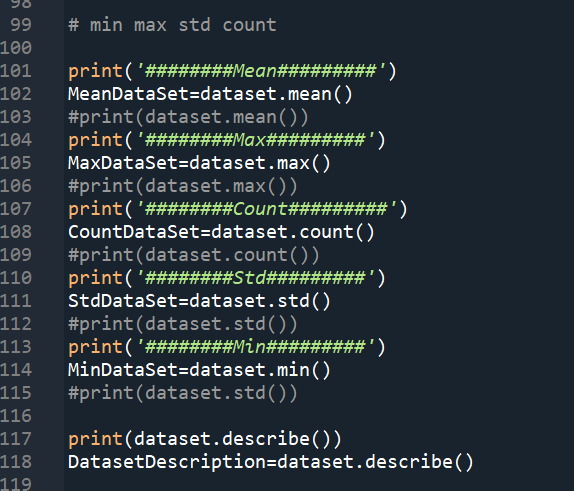 98
99 # min max std count
100
101 print('########Mean#########')
102 MeanDataSet=dataset.mean()
103 #print(dataset.mean())
104 print('########Max#########')
105 MaxDataSet=dataset.max()
106 #print(dataset.max())
107 print('########Count#########')
108 CountDataSet=dataset.count()
109 #print(dataset.count())
110 print('########Std#########')
111 StdDataSet=dataset.std()
112 #print(dataset.std())
113 print('########Min#########')
114 MinDataSet=dataset.min()
115 #print(dataset.std())
116
117 print(dataset.describe())
118 DatasetDescription=dataset.describe()
119